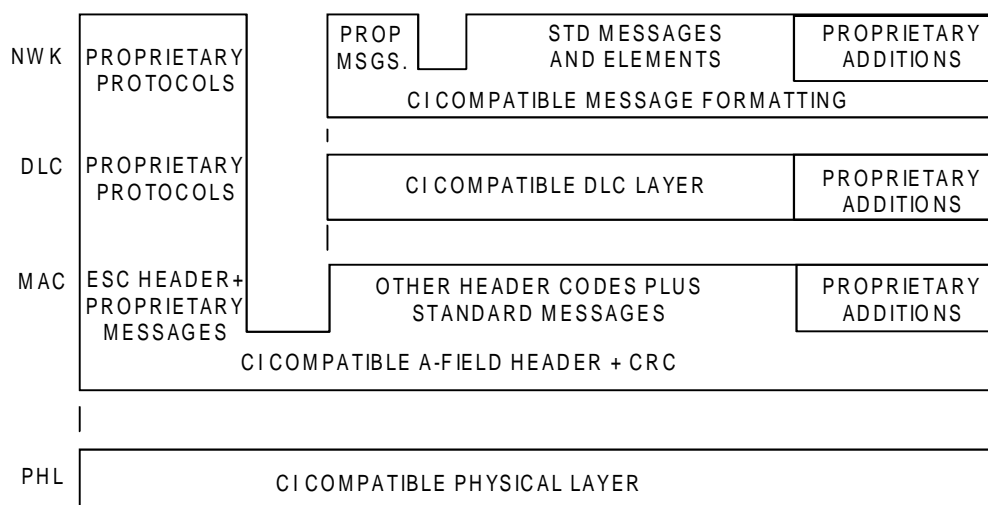 NWK
PROPRIETARY
PROTOCOLS
PROP
MSGS.
STD MESSAGES
AND ELEMENTS
PROPRIETARY
ADDITIONS
CI COMPATIBLE MESSAGE FORMATTING
DLC
PROPRIETARY
PROTOCOLS
CI COMPATIBLE DLC LAYER
PROPRIETARY
ADDITIONS
MAC
ESC HEADER+
PROPRIETARY
MESSAGES
OTHER HEADER CODES PLUS
STANDARD MESSAGES
PROPRIETARY
ADDITIONS
CI COMPATIBLE A-FIELD HEADER + CRC
PHL
CI COMPATIBLE PHYSICAL LAYER